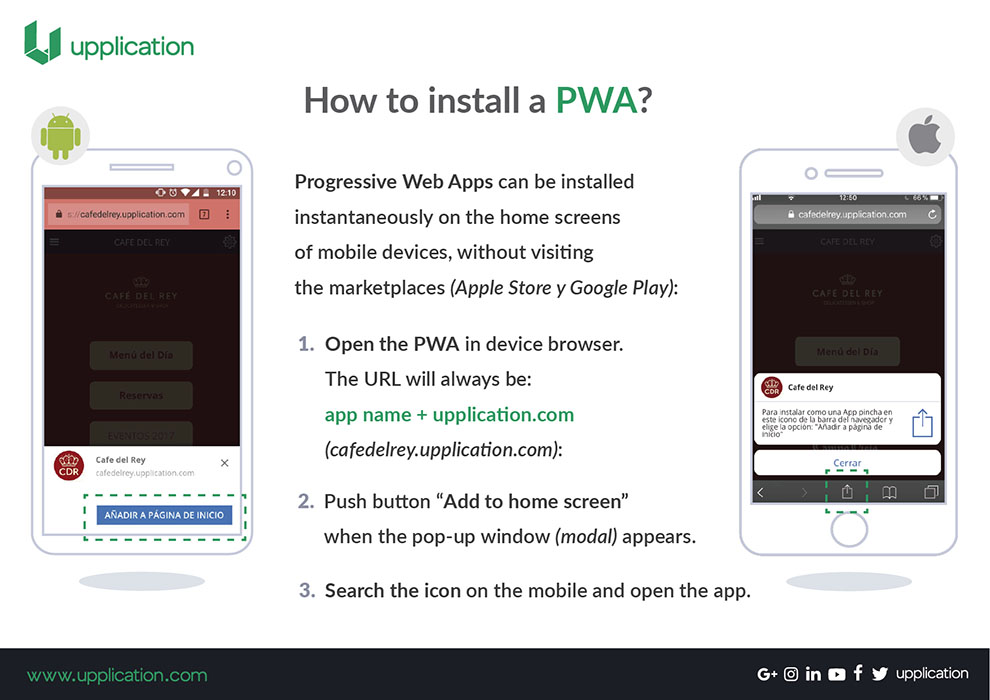 upplication
How to install a PWA?
Progressive Web Apps can be installed
instantaneously on the home screens
of mobile devices, without visiting
the marketplaces (Apple Store y Google Play):
1. Open the PWA in device browser.
The URL will always be:
app name + upplication.com
(cafedelrey.upplication.com):
2. Push button “Add to home screen”
when the pop-up window (modal) appears.
3. Search the icon on the mobile and open the app.
12:10
s://cafedelrey.upplication.com
7
CAFE DEL REY
CAFÉ DEL REY
DELICATESSEN & SHOP
Menú del Día
Reservas
EVENTOS 2017
CDR
Cafe del Rey
cafedelrey.upplication.com
AÑADIR A PÁGINA DE INICIO
12:50
66 %
cafedelrey.upplication.com
CAFE DEL REY
CAFÉ DEL REY
DELICATESSEN & SHOP
Menú del Día
CDR
Cafe del Rey
Para instalar como una App pincha en
este icono de la barra del navegador y
elige la opción: "Añadir a página de
inicio"
Cerrar
www.upplication.com
G+ in f upplication